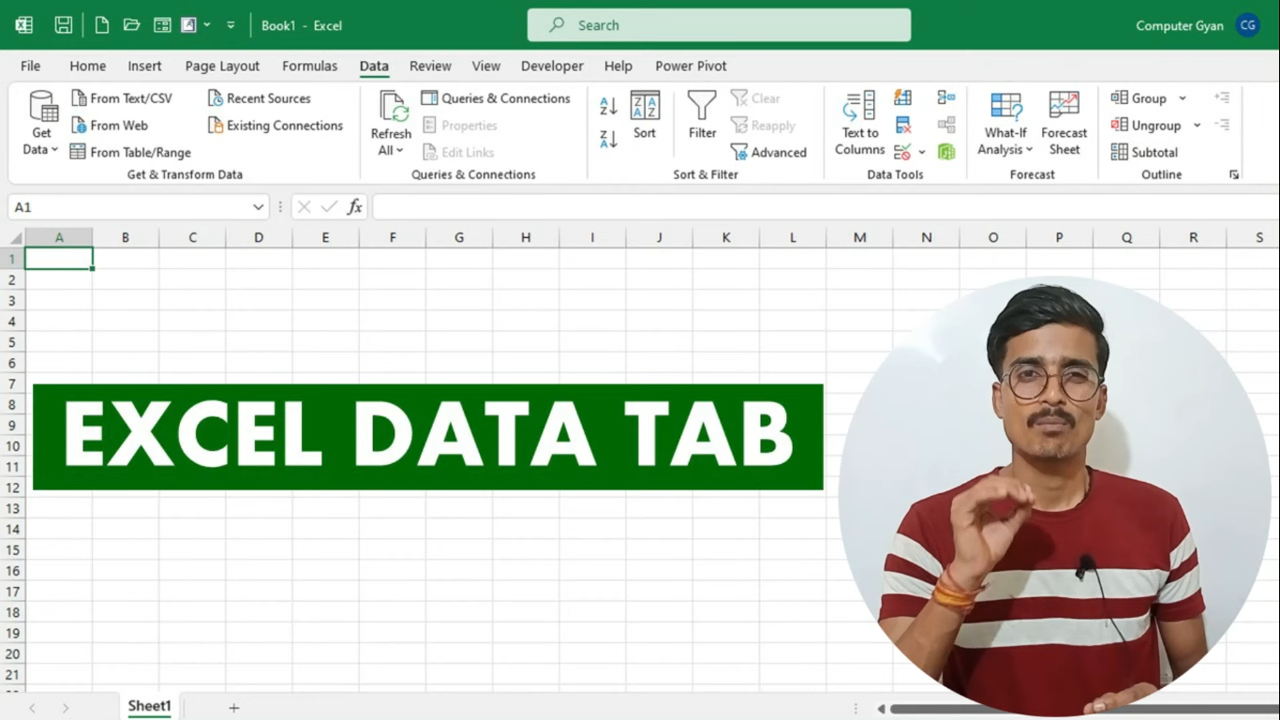 Book1 - Excel
Search
Computer Gyan CG
File Home Insert Page Layout Formulas Data Review View Developer Help Power Pivot
Get Data
From Text/CSV
From Web
From Table/Range
Recent Sources
Existing Connections
Get & Transform Data
Refresh All
Queries & Connections
Properties
Edit Links
Queries & Connections
A Z
Z A
Z A A Z
Sort
Filter
Clear
Reapply
Advanced
Sort & Filter
Text to Columns
Data Tools
What-If Analysis
Forecast Sheet
Forecast
Group
Ungroup
Subtotal
Outline
A1
fx
A B C D E F G H I J K L M N O P Q R S
1
2
3
4
5
6
7
8
9
10
11
12
EXCEL DATA TAB
13
14
15
16
17
18
19
20
21
Sheet1